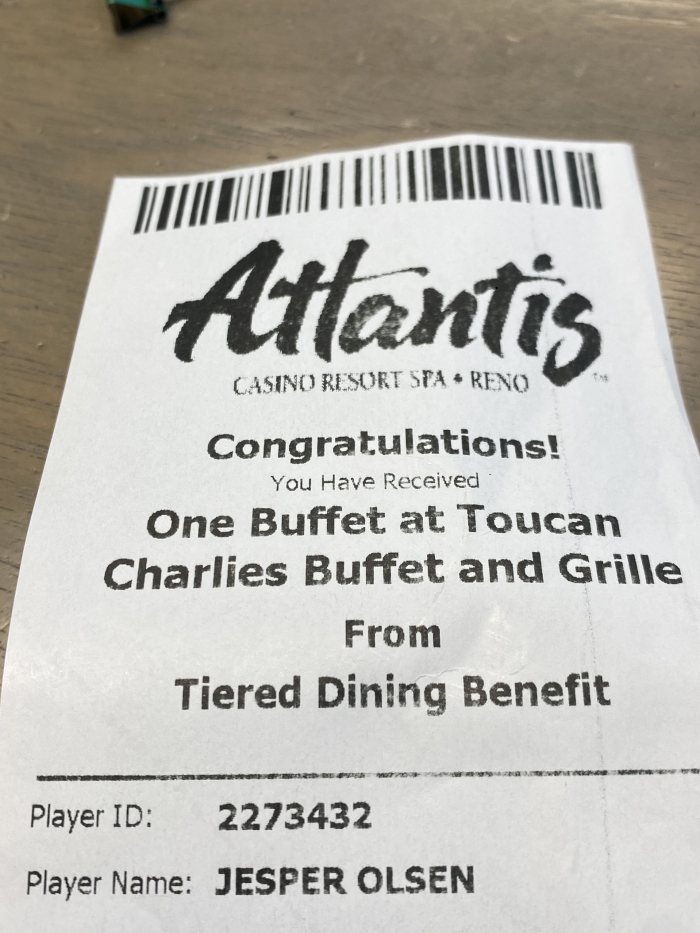 Atlantis
CASINO RESORT SPA • RENO™
Congratulations!
You Have Received
One Buffet at Toucan
Charlies Buffet and Grille
From
Tiered Dining Benefit
Player ID: 2273432
Player Name: JESPER OLSEN